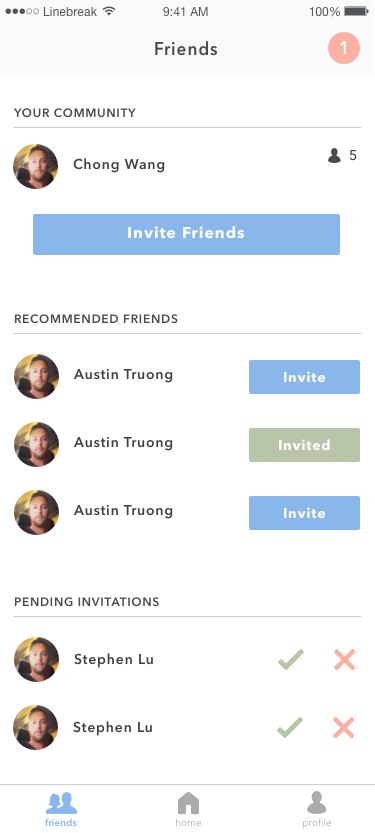 Linebreak 9:41 AM 100%
Friends 1
YOUR COMMUNITY
Chong Wang 5
Invite Friends
RECOMMENDED FRIENDS
Austin Truong Invite
Austin Truong Invited
Austin Truong Invite
PENDING INVITATIONS
Stephen Lu
Stephen Lu
friends home profile